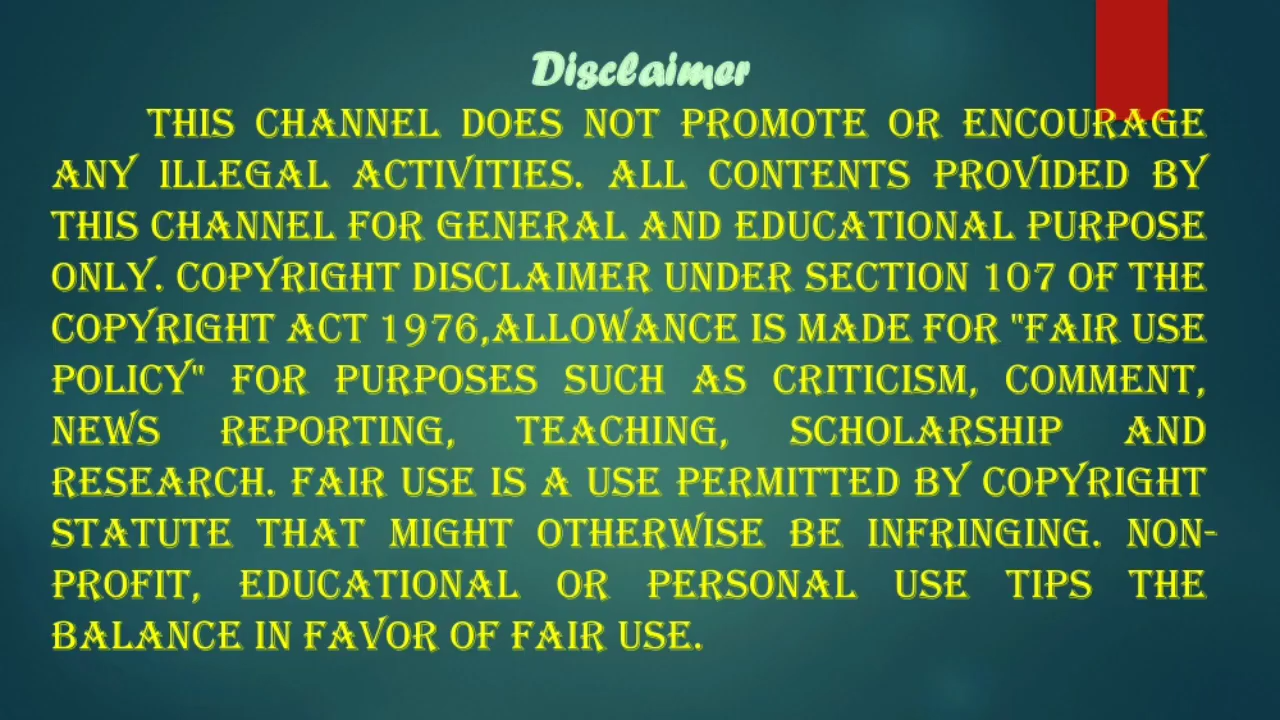 Disclaimer
THIS CHANNEL DOES NOT PROMOTE OR ENCOURAGE
ANY ILLEGAL ACTIVITIES. ALL CONTENTS PROVIDED BY
THIS CHANNEL FOR GENERAL AND EDUCATIONAL PURPOSE
ONLY. COPYRIGHT DISCLAIMER UNDER SECTION 107 OF THE
COPYRIGHT ACT 1976,ALLOWANCE IS MADE FOR "FAIR USE
POLICY" FOR PURPOSES SUCH AS CRITICISM, COMMENT,
NEWS REPORTING, TEACHING, SCHOLARSHIP AND
RESEARCH. FAIR USE IS A USE PERMITTED BY COPYRIGHT
STATUTE THAT MIGHT OTHERWISE BE INFRINGING. NON-
PROFIT, EDUCATIONAL OR PERSONAL USE TIPS THE
BALANCE IN FAVOR OF FAIR USE.